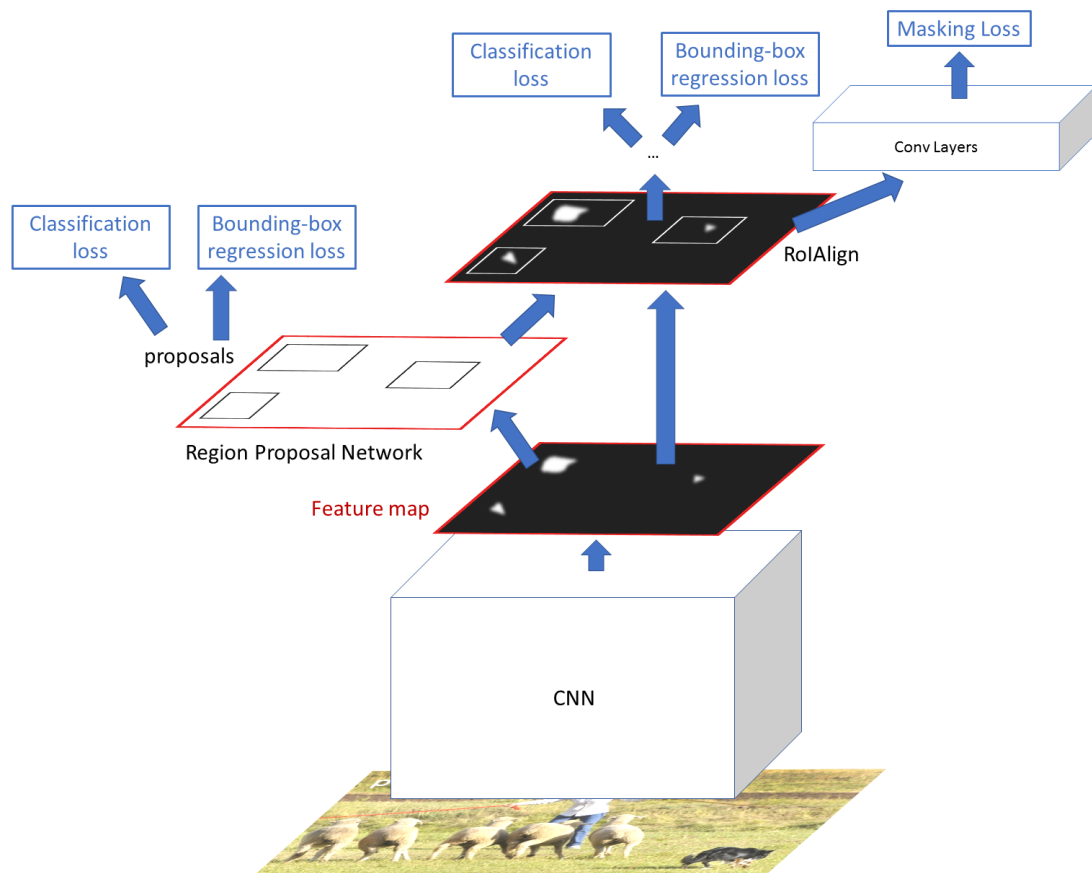 Masking Loss
Classification
loss
Bounding-box
regression loss
Conv Layers
...
Classification
loss
Bounding-box
regression loss
RoIAlign
proposals
Region Proposal Network
Feature map
CNN